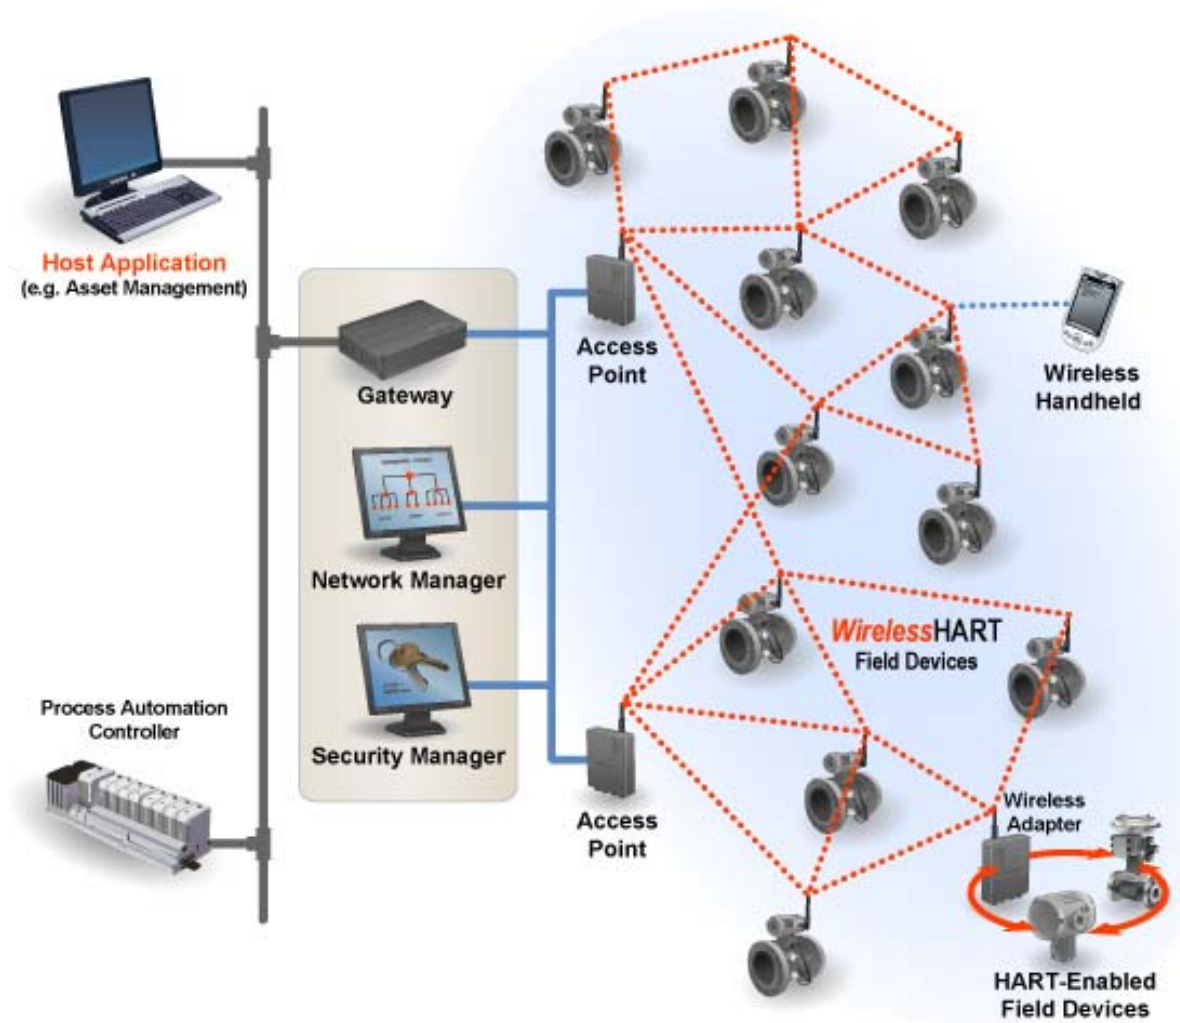 Host Application
(e.g. Asset Management)
Gateway
Access
Point
Wireless
Handheld
Network Manager
WirelessHART
Field Devices
Process Automation
Controller
Security Manager
Access
Point
Wireless
Adapter
HART-Enabled
Field Devices